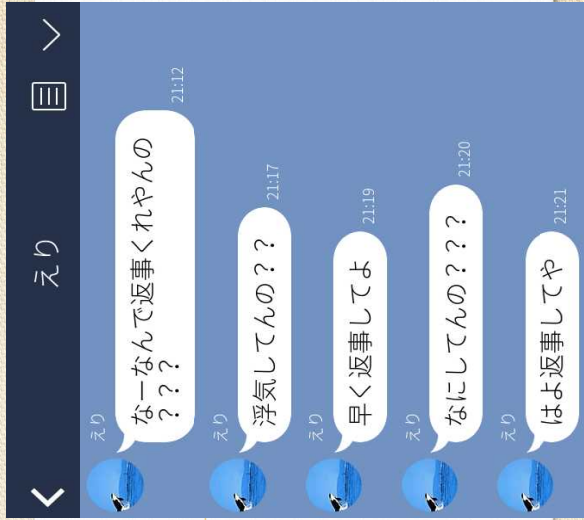 えり
えり
なーなんで返事くれやんの
？？？
21:12
えり
浮気してんの？？
21:17
えり
早く返事してよ
21:19
えり
なにしてんの？？？
21:20
えり
はよ返事してや
21:21